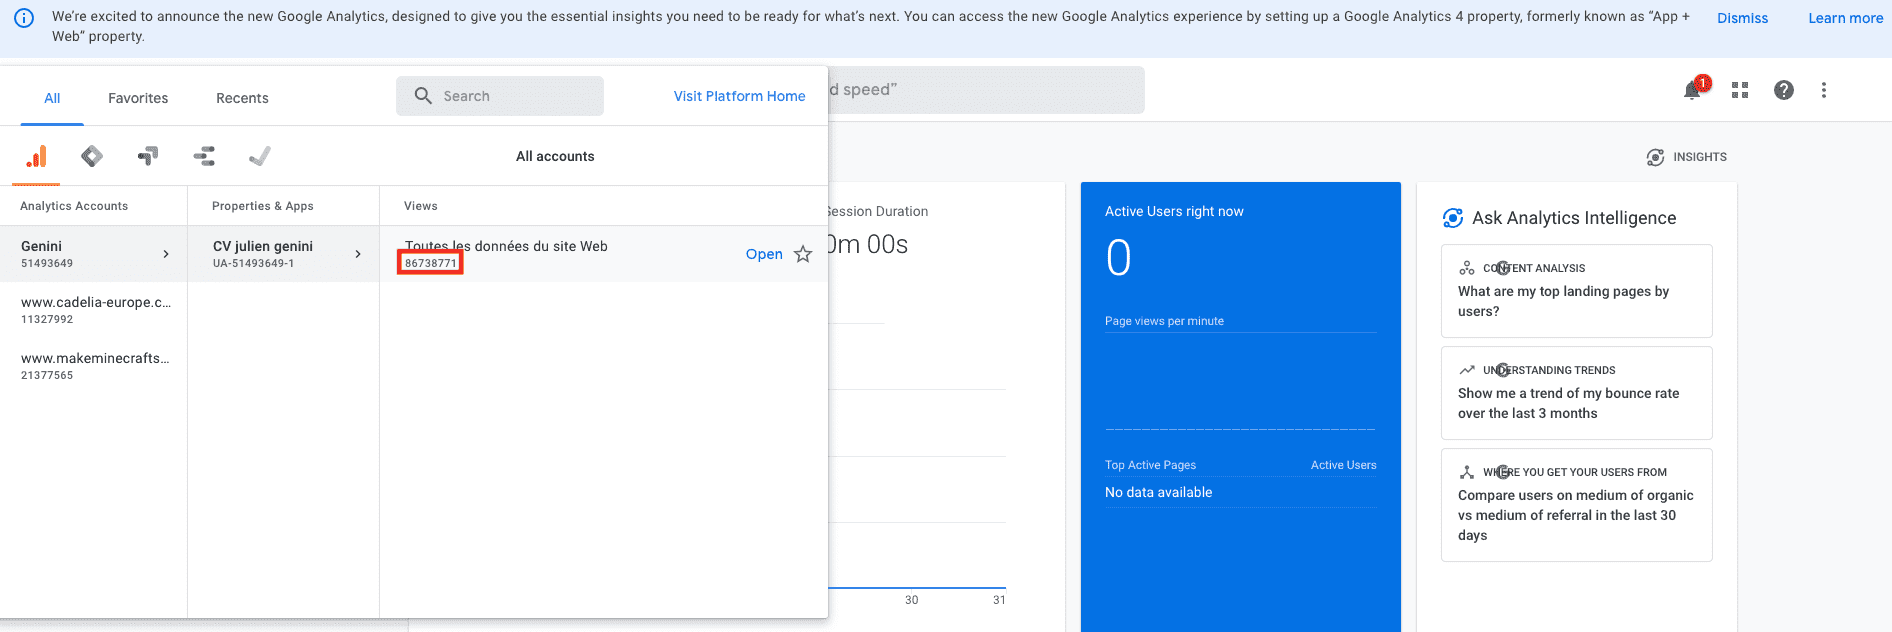 We’re excited to announce the new Google Analytics, designed to give you the essential insights you need to be ready for what’s next. You can access the new Google Analytics experience by setting up a Google Analytics 4 property, formerly known as “App +
Web” property.
Dismiss
Learn more
All
Favorites
Recents
Search
Visit Platform Home
d speed”
1
All accounts
INSIGHTS
Analytics Accounts
Properties & Apps
Views
Genini
51493649
CV julien genini
UA-51493649-1
Toutes les données du site Web
86738771
Open
www.cadelia-europe.c...
11327992
www.makeminecrafts...
21377565
Session Duration
0m 00s
30
31
Active Users right now
0
Page views per minute
Top Active Pages
Active Users
No data available
Ask Analytics Intelligence
CONTENT ANALYSIS
What are my top landing pages by
users?
UNDERSTANDING TRENDS
Show me a trend of my bounce rate
over the last 3 months
WHERE YOU GET YOUR USERS FROM
Compare users on medium of organic
vs medium of referral in the last 30
days